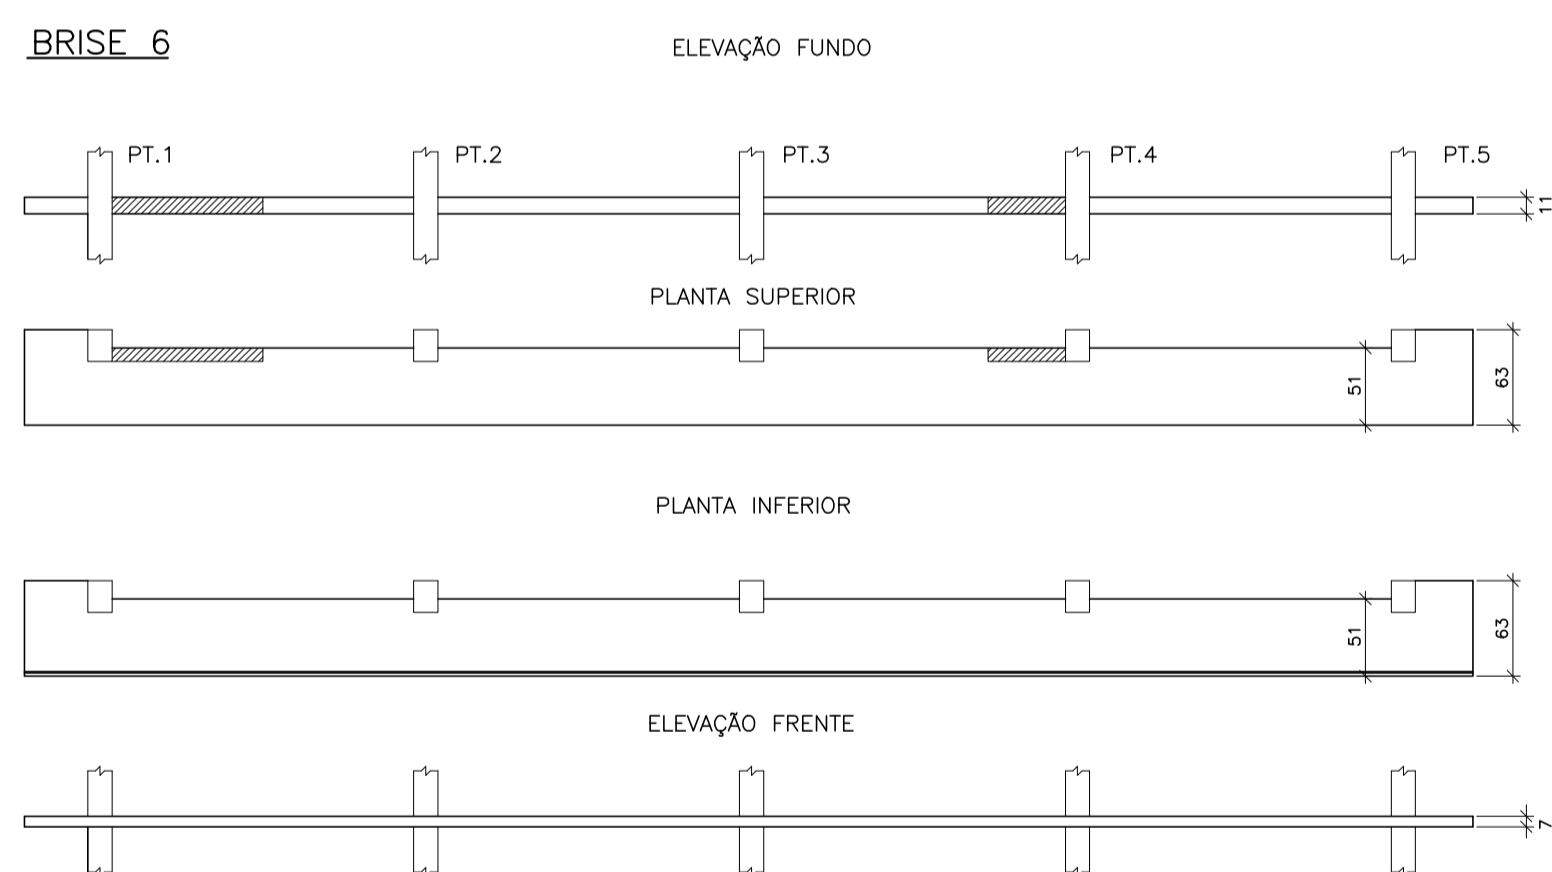 BRISE 6
ELEVAÇÃO FUNDO
PT.1 PT.2 PT.3 PT.4 PT.5
11
PLANTA SUPERIOR
51
63
PLANTA INFERIOR
51
63
ELEVAÇÃO FRENTE
7